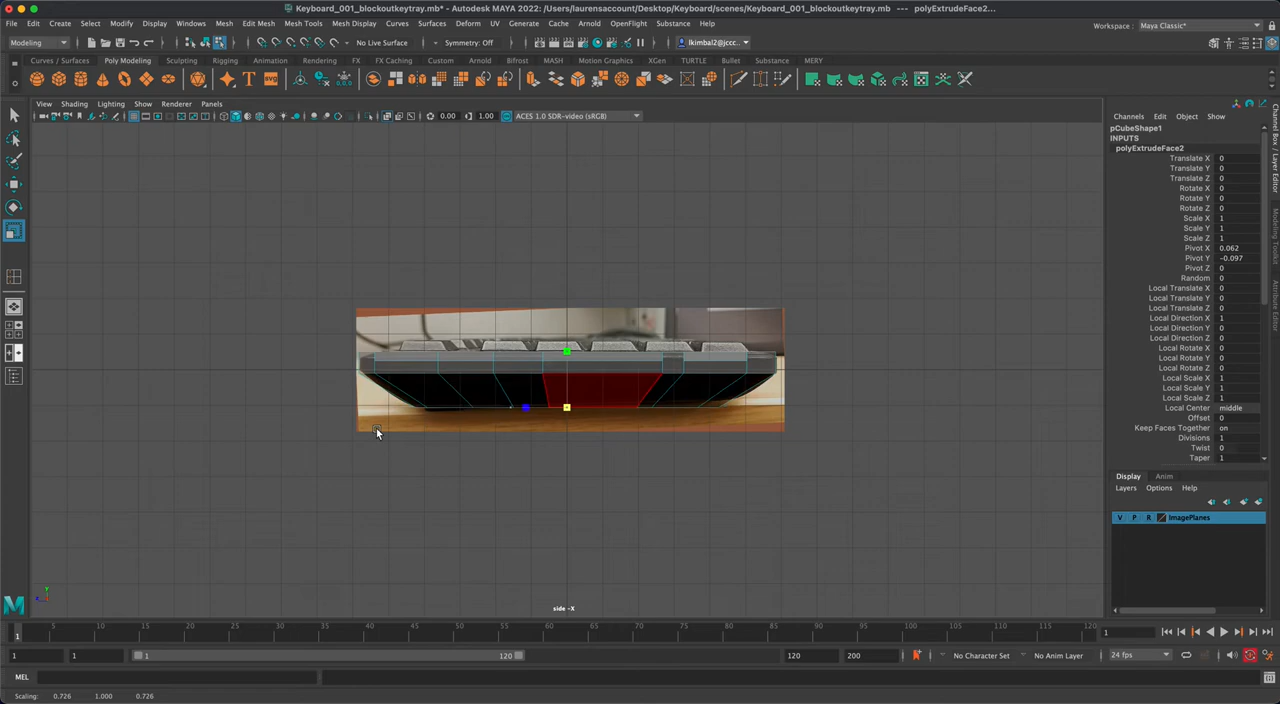 Keyboard_001_blockoutkeytray.mb* - Autodesk MAYA 2022: /Users/laurensaccount/Desktop/Keyboard/scenes/Keyboard_001_blockoutkeytray.mb* --- polyExtrudeFace2...
File Edit Create Select Modify Display Windows Mesh Edit Mesh Mesh Tools Mesh Display Curves Surfaces Deform UV Generate Cache Arnold OpenFlight Substance Help
Workspace : Maya Classic*
Modeling No Live Surface Symmetry: Off lkimbal2@jccc...
Curves / Surfaces Poly Modeling Sculpting Rigging Animation Rendering FX FX Caching Custom Arnold Bifrost MASH Motion Graphics XGen TURTLE Bullet Substance MERY
View Shading Lighting Show Renderer Panels
0.00 1.00 ACES 1.0 SDR-video (sRGB)
side -X
Channels Edit Object Show
pCubeShape1
INPUTS
polyExtrudeFace2
Translate X 0
Translate Y 0
Translate Z 0
Rotate X 0
Rotate Y 0
Rotate Z 0
Scale X 1
Scale Y 1
Scale Z 1
Pivot X 0.062
Pivot Y -0.097
Pivot Z 0
Random 0
Local Translate X 0
Local Translate Y 0
Local Translate Z 0
Local Direction X 1
Local Direction Y 0
Local Direction Z 0
Local Rotate X 0
Local Rotate Y 0
Local Rotate Z 0
Local Scale X 1
Local Scale Y 1
Local Scale Z 1
Local Center middle
Offset 0
Keep Faces Together on
Divisions 1
Twist 0
Taper 1
Display Anim
Layers Options Help
V P R ImagePlanes
Channel Box / Layer Editor
Modeling Toolkit
Attribute Editor
5 10 15 20 25 30 35 40 45 50 55 60 65 70 75 80 85 90 95 100 105 110 115 120
1 1
1 1 1 120 120 200 No Character Set No Anim Layer 24 fps
MEL
Scaling: 0.726 1.000 0.726